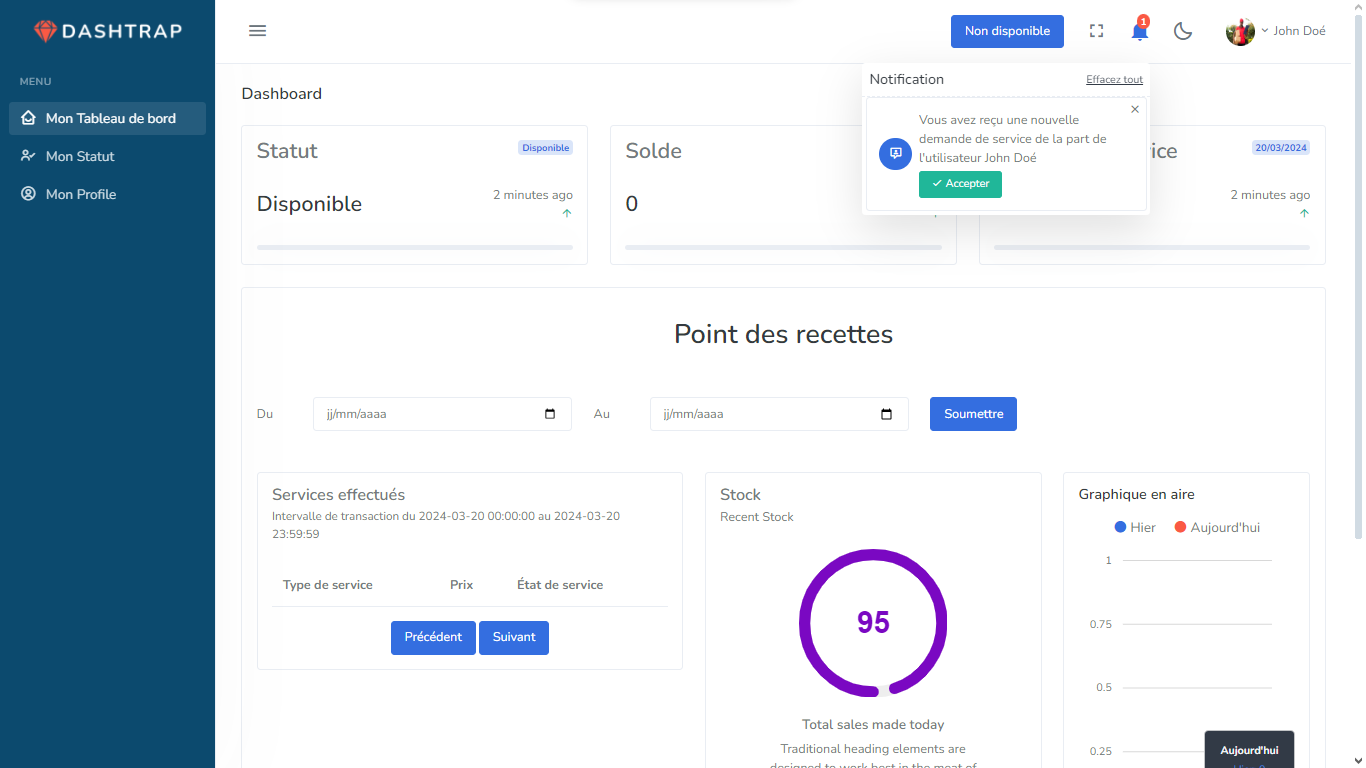 DASHTRAP
MENU
Mon Tableau de bord
Mon Statut
Mon Profile
Non disponible
1
John Doé
Dashboard
Notification
Effacez tout
Vous avez reçu une nouvelle
demande de service de la part de
l'utilisateur John Doé
Accepter
Statut
Disponible
Disponible
2 minutes ago
Solde
0
20/03/2024
2 minutes ago
Point des recettes
Du
jj/mm/aaaa
Au
jj/mm/aaaa
Soumettre
Services effectués
Intervalle de transaction du 2024-03-20 00:00:00 au 2024-03-20
23:59:59
Type de service Prix État de service
Précédent Suivant
Stock
Recent Stock
95
Total sales made today
Traditional heading elements are
designed to work best in the meat of
Graphique en aire
Hier Aujourd'hui
1
0.75
0.5
0.25
Aujourd'hui